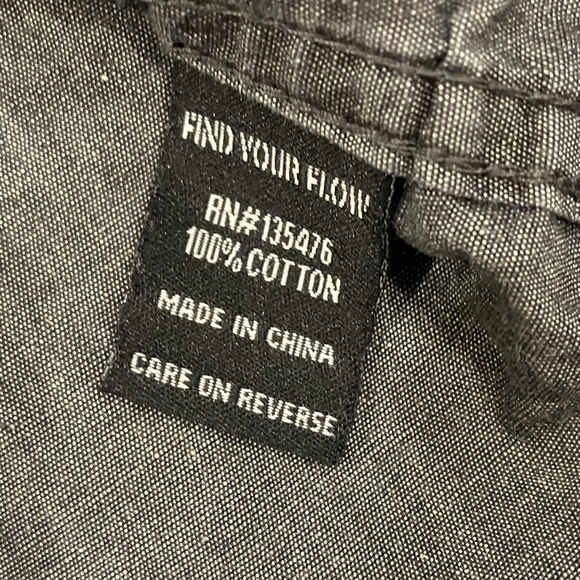 FIND YOUR FLOW
RN#135476
100% COTTON
MADE IN CHINA
CARE ON REVERSE